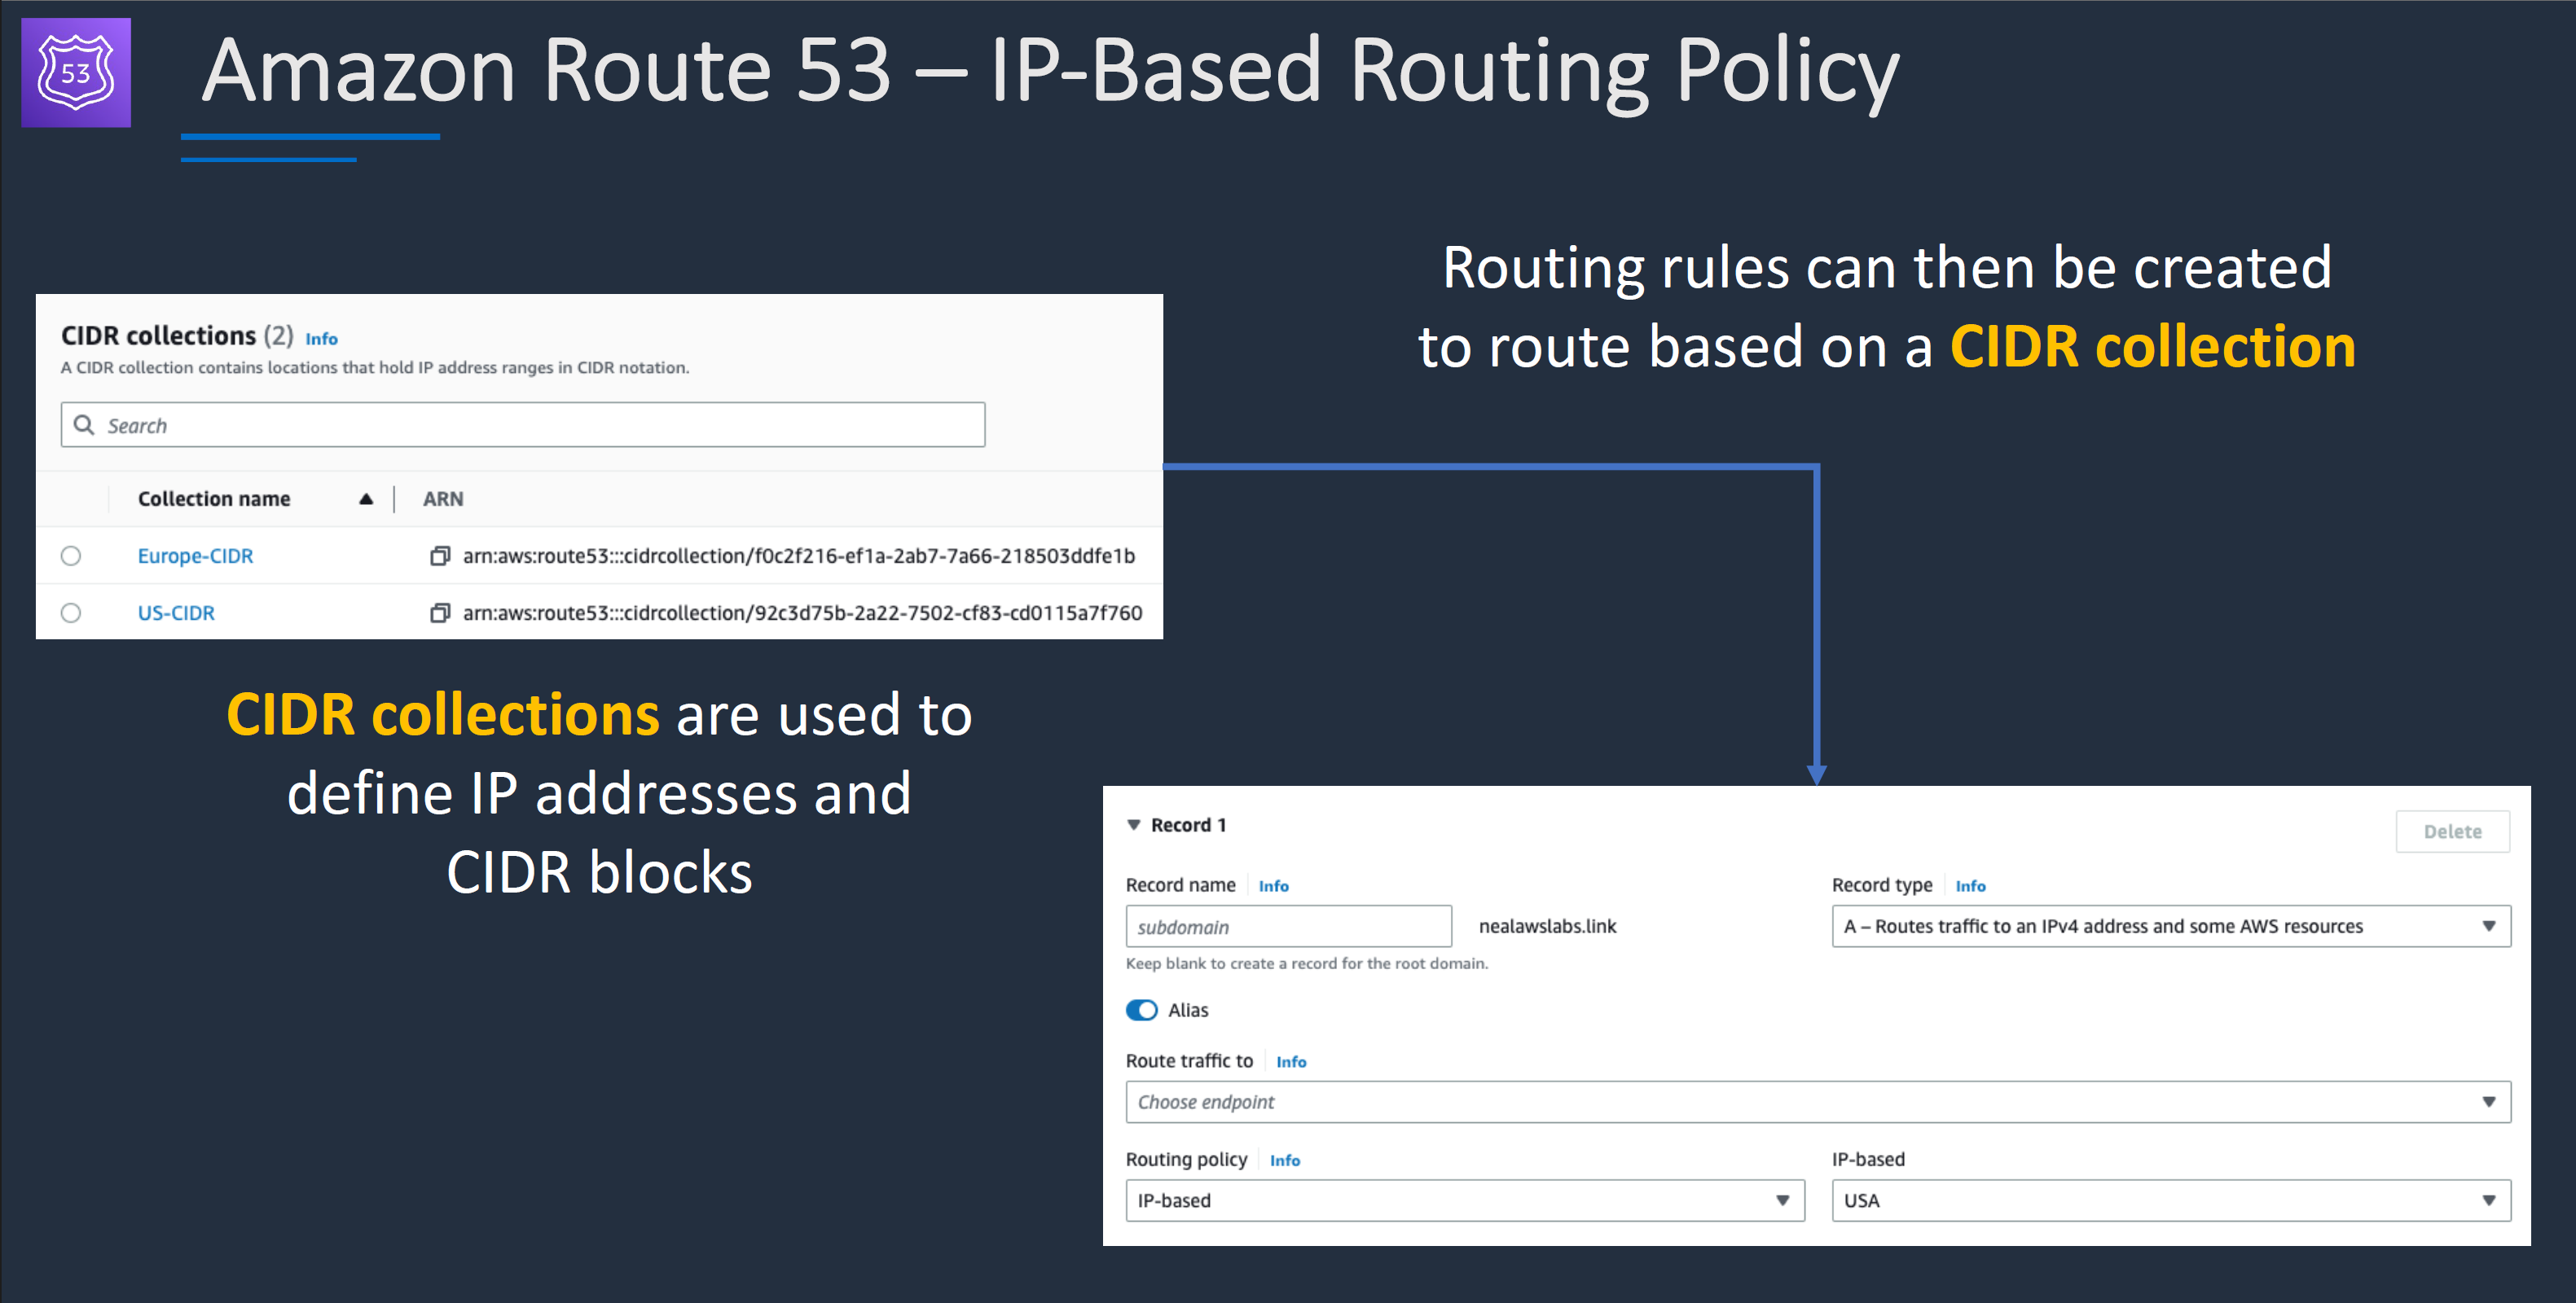 53
Amazon Route 53 – IP-Based Routing Policy
Routing rules can then be created
to route based on a CIDR collection
CIDR collections (2) Info
A CIDR collection contains locations that hold IP address ranges in CIDR notation.
Search
Collection name ▲ ARN
Europe-CIDR arn:aws:route53:::cidrcollection/f0c2f216-ef1a-2ab7-7a66-218503ddfe1b
US-CIDR arn:aws:route53:::cidrcollection/92c3d75b-2a22-7502-cf83-cd0115a7f760
CIDR collections are used to
define IP addresses and
CIDR blocks
▼ Record 1 Delete
Record name Info Record type Info
subdomain nealawslabs.link A – Routes traffic to an IPv4 address and some AWS resources
Keep blank to create a record for the root domain.
Alias
Route traffic to Info
Choose endpoint
Routing policy Info IP-based
IP-based USA